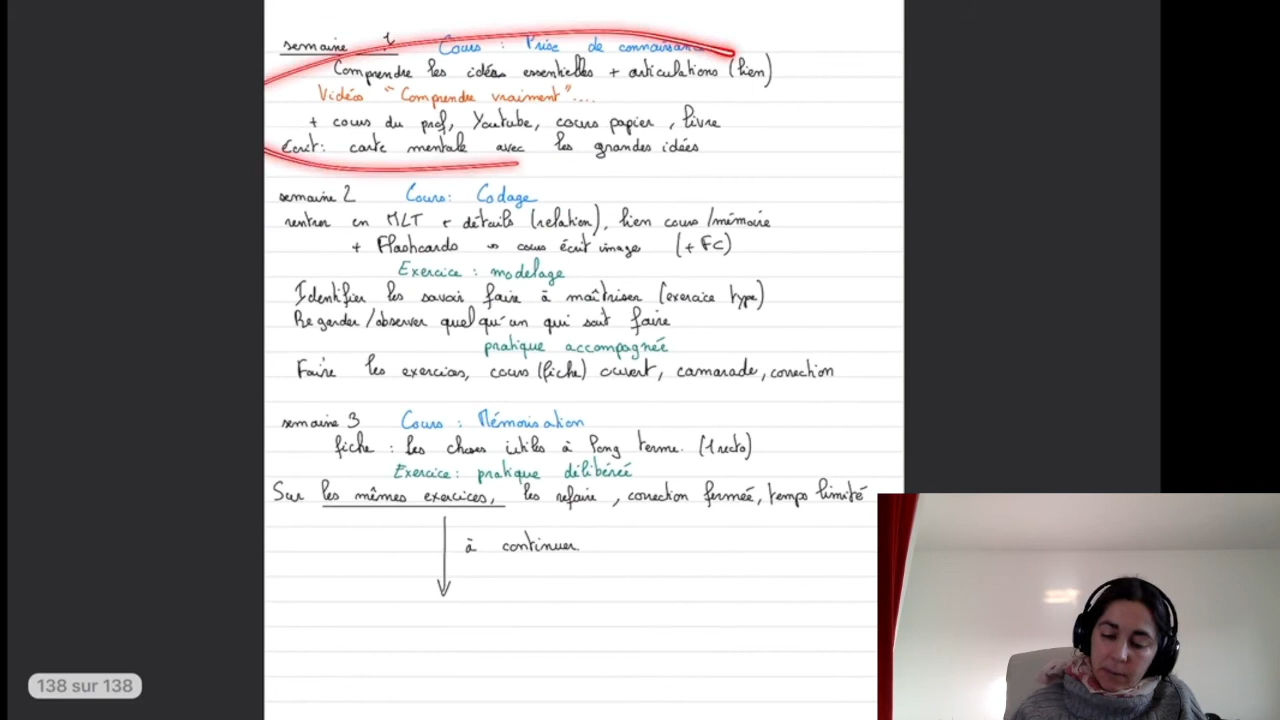 semaine 1 Cours : Prise de connaissance
Comprendre les idées essentielles + articulations (lien)
Vidéos "Comprendre vraiment"...
+ cours du prof, Youtube, cours papier, livre
Ecrit: carte mentale avec les grandes idées
semaine 2 Cours: Codage
rentrer en MLT détails (relation), lien cours/mémoire
+ Flashcards cours écrit image (+ FC)
Exercice : modelage
Identifier les savoir faire à maîtriser (exercice type)
Regarder/observer quelqu'un qui sait faire
pratique accompagnée
Faire les exercices, cours (fiche) ouvert, camarade, correction
semaine 3 Cours : Mémorisation
fiche : les choses utiles à long terme. (1 recto)
Exercice : pratique délibérée
Sur les mêmes exercices, les refaire, correction fermée, temps limité
à continuer.
138 sur 138